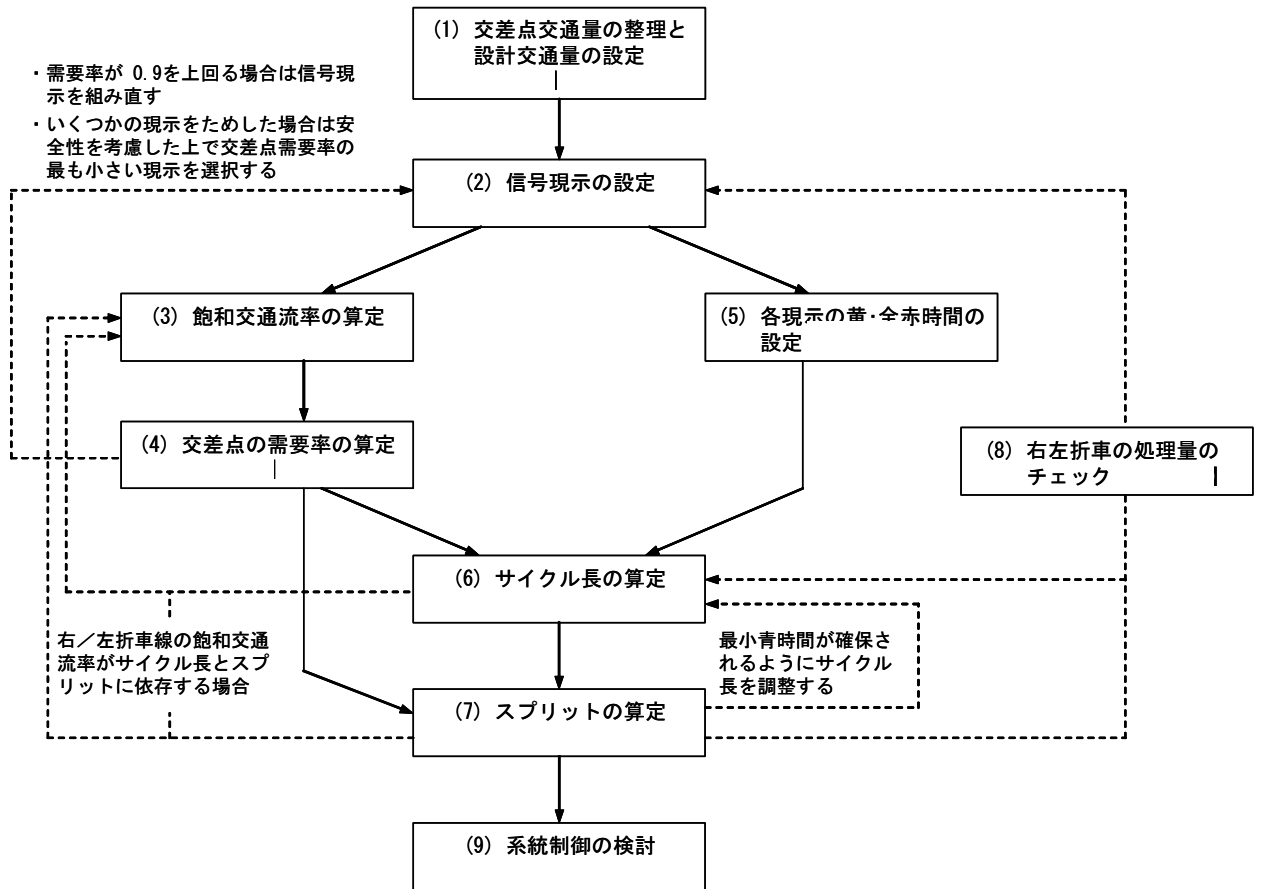 (1) 交差点交通量の整理と
設計交通量の設定
・需要率が 0.9を上回る場合は信号現
示を組み直す
・いくつかの現示をためした場合は安
全性を考慮した上で交差点需要率の
最も小さい現示を選択する
(2) 信号現示の設定
(3) 飽和交通流率の算定
(5) 各現示の黄・全赤時間の
設定
(4) 交差点の需要率の算定
(8) 右左折車の処理量の
チェック
(6) サイクル長の算定
右／左折車線の飽和交通
流率がサイクル長とスプ
リットに依存する場合
最小青時間が確保さ
れるようにサイクル
長を調整する
(7) スプリットの算定
(9) 系統制御の検討